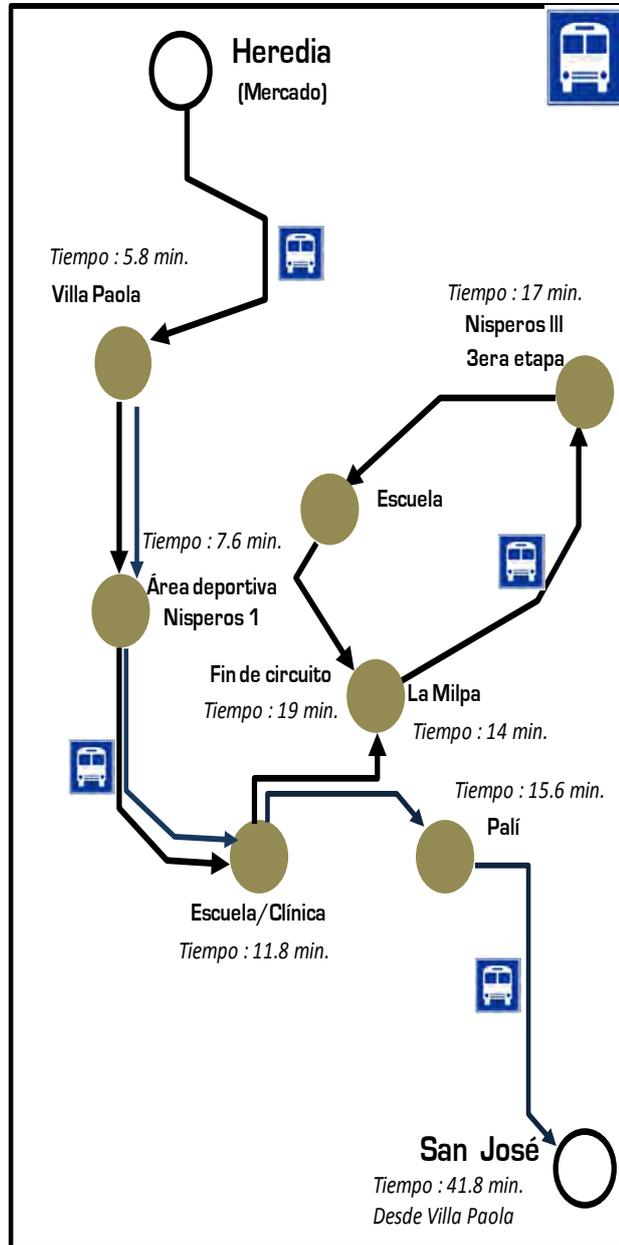 Heredia
(Mercado)
Tiempo : 5.8 min.
Villa Paola
Tiempo : 17 min.
Nisperos III
3era etapa
Escuela
Tiempo : 7.6 min.
Área deportiva
Nisperos 1
Fin de circuito
Tiempo : 19 min.
La Milpa
Tiempo : 14 min.
Tiempo : 15.6 min.
Palí
Escuela/Clínica
Tiempo : 11.8 min.
San José
Tiempo : 41.8 min.
Desde Villa Paola